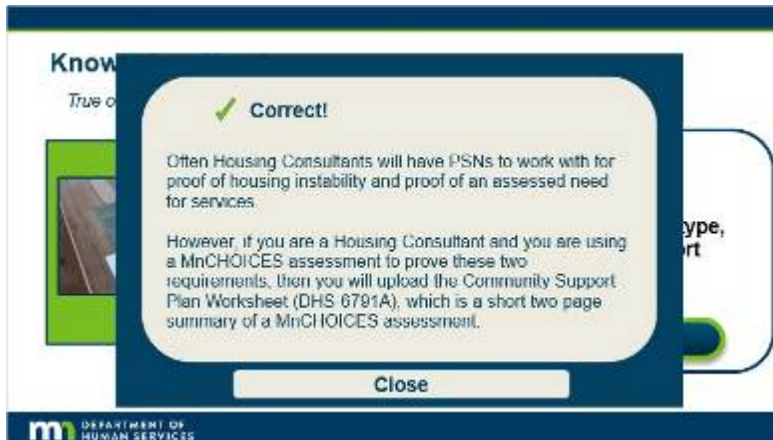 Know
True o
✓ Correct!
Often Housing Consultants will have PSNs to work with for
proof of housing instability and proof of an assessed need
for services.
However, if you are a Housing Consultant and you are using
a MnCHOICES assessment to prove these two
requirements, then you will upload the Community Support
Plan Worksheet (DHS 6791A), which is a short two page
summary of a MnCHOICES assessment.
ype,
rt
Close
mn DEPARTMENT OF
HUMAN SERVICES